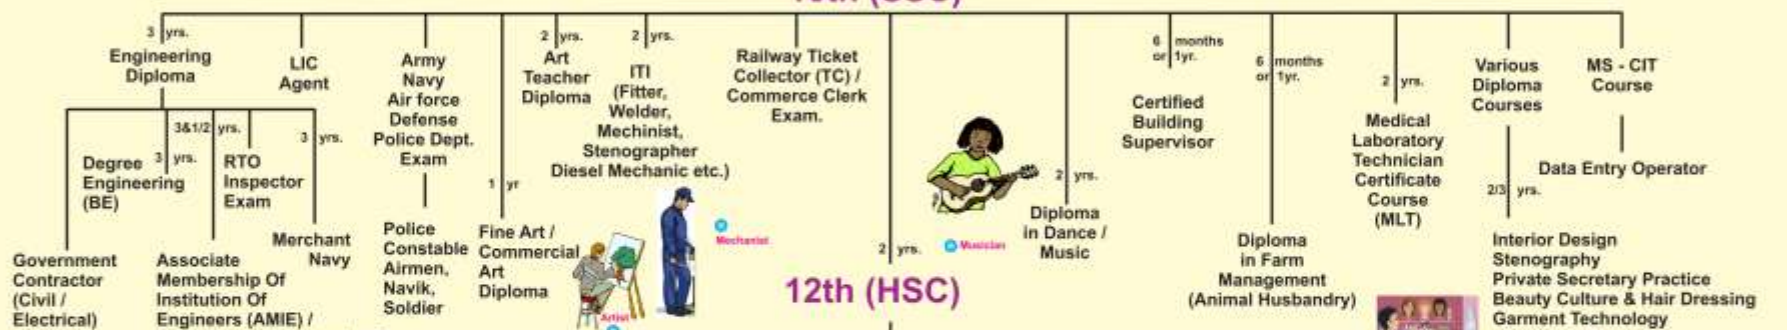 10th (SSC)
3 yrs.
Engineering
Diploma
LIC
Agent
Army
Navy
Air force
Defense
Police Dept.
Exam
2 yrs.
Art
Teacher
Diploma
2 yrs.
ITI
(Fitter,
Welder,
Mechinist,
Stenographer
Diesel Mechanic etc.)
Railway Ticket
Collector (TC) /
Commerce Clerk
Exam.
6 months
or 1yr.
Certified
Building
Supervisor
6 months
or 1yr.
Diploma
in Farm
Management
(Animal Husbandry)
2 yrs.
Medical
Laboratory
Technician
Certificate
Course
(MLT)
Various
Diploma
Courses
MS - CIT
Course
Data Entry Operator
2/3 yrs.
Interior Design
Stenography
Private Secretary Practice
Beauty Culture & Hair Dressing
Garment Technology
3&1/2 yrs.
3 yrs.
Degree
Engineering
(BE)
3 yrs.
RTO
Inspector
Exam
Merchant
Navy
Government
Contractor
(Civil /
Electrical)
Associate
Membership Of
Institution Of
Engineers (AMIE) /
Police
Constable
Airmen,
Navik,
Soldier
1 yr
Fine Art /
Commercial
Art
Diploma
Artist
Mechanist
Musician
2 yrs.
Diploma
in Dance /
Music
2 yrs.
12th (HSC)